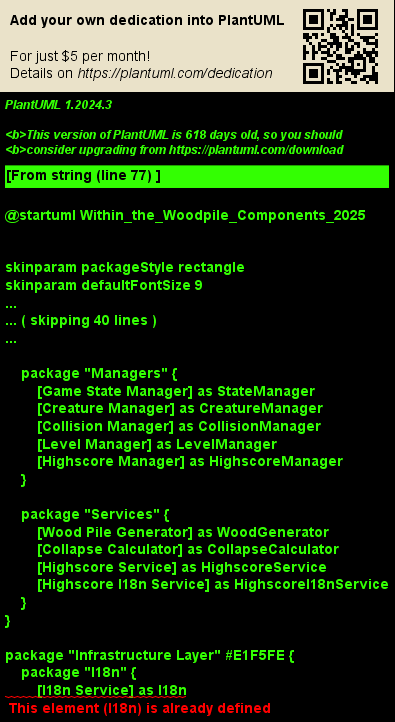 Add your own dedication into PlantUML
For just $5 per month!
Details on https://plantuml.com/dedication
PlantUML 1.2024.3
<b>This version of PlantUML is 618 days old, so you should
<b>consider upgrading from https://plantuml.com/download
[From string (line 77) ]
@startuml Within_the_Woodpile_Components_2025
skinparam packageStyle rectangle
skinparam defaultFontSize 9
...
... ( skipping 40 lines )
...
package "Managers" {
[Game State Manager] as StateManager
[Creature Manager] as CreatureManager
[Collision Manager] as CollisionManager
[Level Manager] as LevelManager
[Highscore Manager] as HighscoreManager
}
package "Services" {
[Wood Pile Generator] as WoodGenerator
[Collapse Calculator] as CollapseCalculator
[Highscore Service] as HighscoreService
[Highscore I18n Service] as HighscoreI18nService
}
}
package "Infrastructure Layer" #E1F5FE {
package "I18n" {
[I18n Service] as I18n
This element (I18n) is already defined